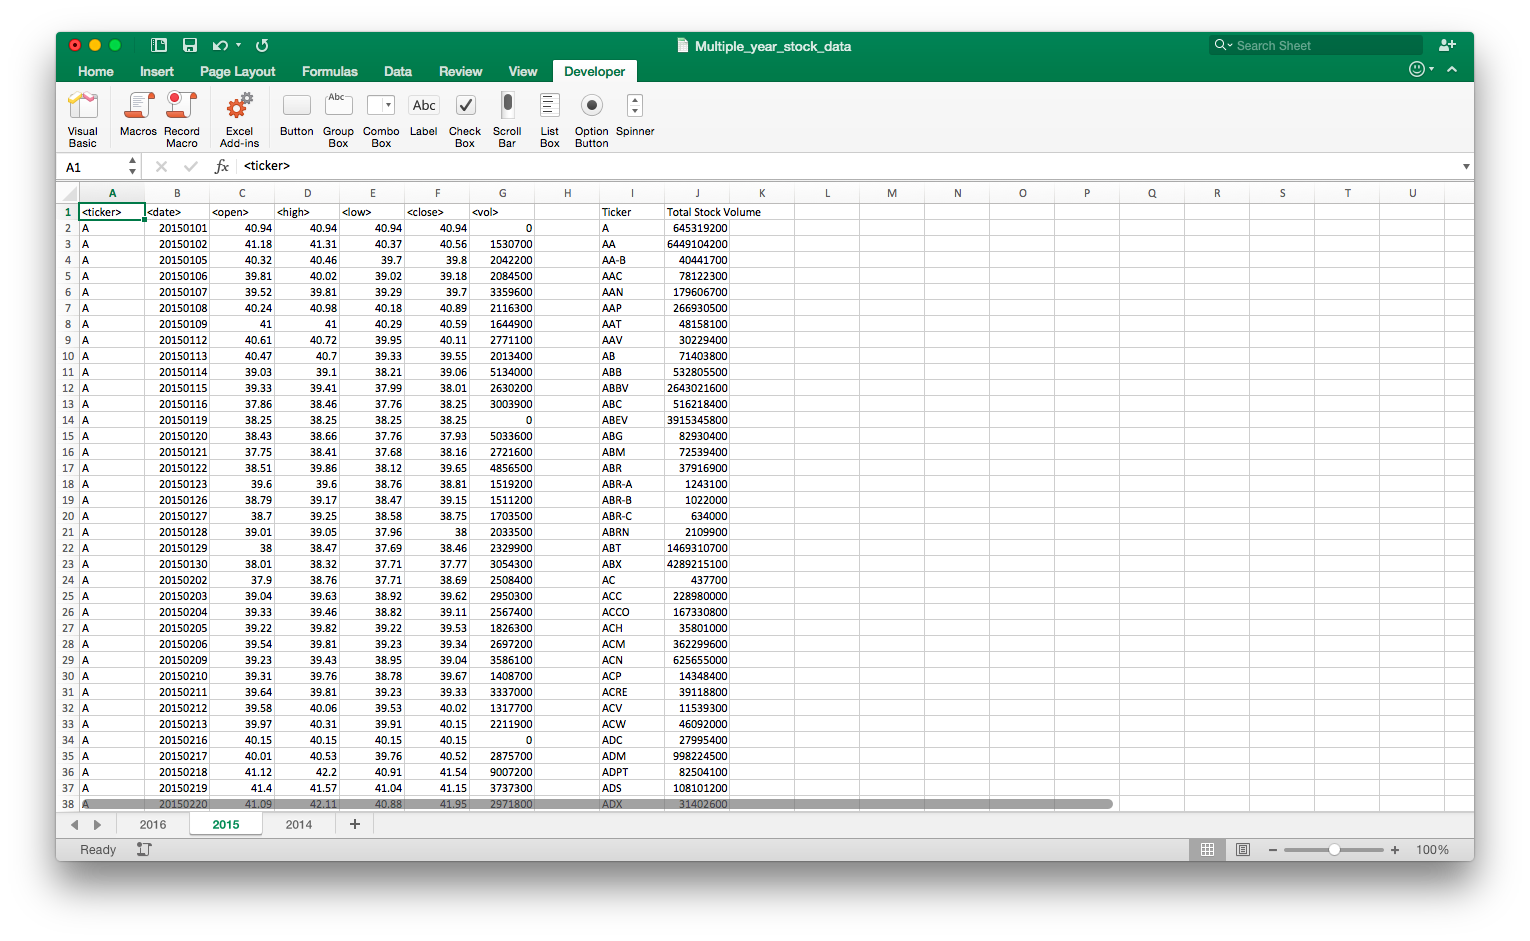 Multiple_year_stock_data
Search Sheet
Home Insert Page Layout Formulas Data Review View Developer
Visual Basic
Macros
Record Macro
Excel Add-ins
Button
Abc
Group Box
Combo Box
Abc
Label
Check Box
Scroll Bar
List Box
Option Button
Spinner
A1 fx <ticker>
A B C D E F G H I J K L M N O P Q R S T U
1 <ticker> <date> <open> <high> <low> <close> <vol> Ticker Total Stock Volume
2 A 20150101 40.94 40.94 40.94 40.94 0 A 645319200
3 A 20150102 41.18 41.31 40.37 40.56 1530700 AA 6449104200
4 A 20150105 40.32 40.46 39.7 39.8 2042200 AA-B 40441700
5 A 20150106 39.81 40.02 39.02 39.18 2084500 AAC 78122300
6 A 20150107 39.52 39.81 39.29 39.7 3359600 AAN 179606700
7 A 20150108 40.24 40.98 40.18 40.89 2116300 AAP 266930500
8 A 20150109 41 41 40.29 40.59 1644900 AAT 48158100
9 A 20150112 40.61 40.72 39.95 40.11 2771100 AAV 30229400
10 A 20150113 40.47 40.7 39.33 39.55 2013400 AB 71403800
11 A 20150114 39.03 39.1 38.21 39.06 5134000 ABB 532805500
12 A 20150115 39.33 39.41 37.99 38.01 2630200 ABBV 2643021600
13 A 20150116 37.86 38.46 37.76 38.25 3003900 ABC 516218400
14 A 20150119 38.25 38.25 38.25 38.25 0 ABEV 3915345800
15 A 20150120 38.43 38.66 37.76 37.93 5033600 ABG 82930400
16 A 20150121 37.75 38.41 37.68 38.16 2721600 ABM 72539400
17 A 20150122 38.51 39.86 38.12 39.65 4856500 ABR 37916900
18 A 20150123 39.6 39.6 38.76 38.81 1519200 ABR-A 1243100
19 A 20150126 38.79 39.17 38.47 39.15 1511200 ABR-B 1022000
20 A 20150127 38.7 39.25 38.58 38.75 1703500 ABR-C 634000
21 A 20150128 39.01 39.05 37.96 38 2033500 ABRN 2109900
22 A 20150129 38 38.47 37.69 38.46 2329900 ABT 1469310700
23 A 20150130 38.01 38.32 37.71 37.77 3054300 ABX 4289215100
24 A 20150202 37.9 38.76 37.71 38.69 2508400 AC 437700
25 A 20150203 39.04 39.63 38.92 39.62 2950300 ACC 228980000
26 A 20150204 39.33 39.46 38.82 39.11 2567400 ACCO 167330800
27 A 20150205 39.22 39.82 39.22 39.53 1826300 ACH 35801000
28 A 20150206 39.54 39.81 39.23 39.34 2697200 ACM 362299600
29 A 20150209 39.23 39.43 38.95 39.04 3586100 ACN 625655000
30 A 20150210 39.31 39.76 38.78 39.67 1408700 ACP 14348400
31 A 20150211 39.64 39.81 39.23 39.33 3337000 ACRE 39118800
32 A 20150212 39.58 40.06 39.53 40.02 1317700 ACV 11539300
33 A 20150213 39.97 40.31 39.91 40.15 2211900 ACW 46092000
34 A 20150216 40.15 40.15 40.15 40.15 0 ADC 27995400
35 A 20150217 40.01 40.53 39.76 40.52 2875700 ADM 998224500
36 A 20150218 41.12 42.2 40.91 41.54 9007200 ADPT 82504100
37 A 20150219 41.4 41.57 41.04 41.15 3737300 ADS 108101200
38 A 20150220 41.09 42.11 40.88 41.95 2971800 ADX 31402600
2016 2015 2014 +
Ready 100%